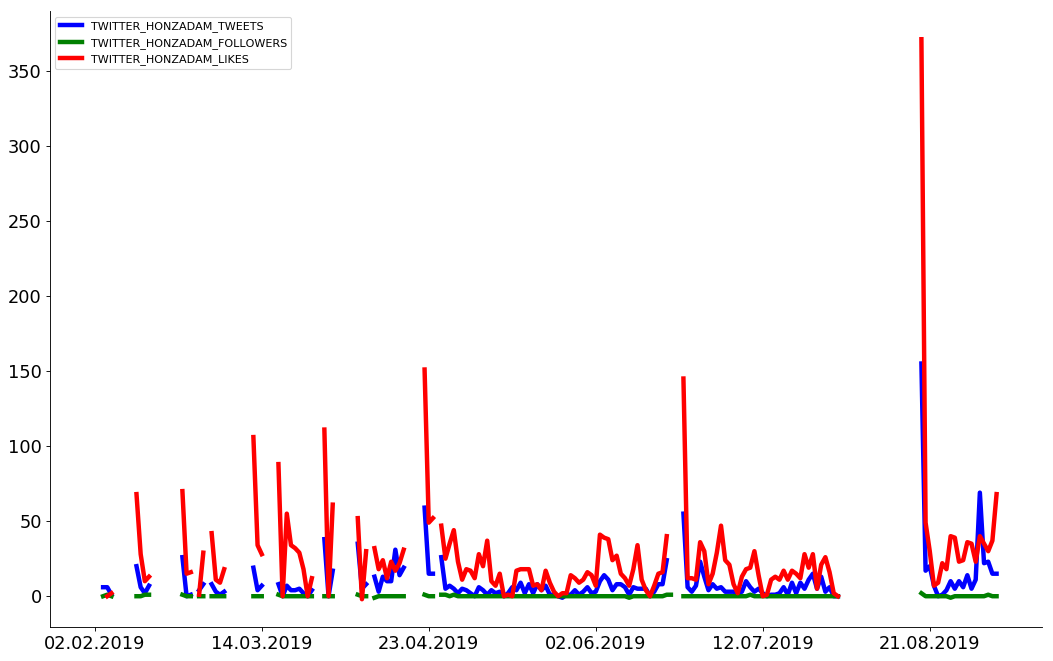 TWITTER_HONZADAM_TWEETS
TWITTER_HONZADAM_FOLLOWERS
TWITTER_HONZADAM_LIKES
350
300
250
200
150
100
50
0
02.02.2019 14.03.2019 23.04.2019 02.06.2019 12.07.2019 21.08.2019